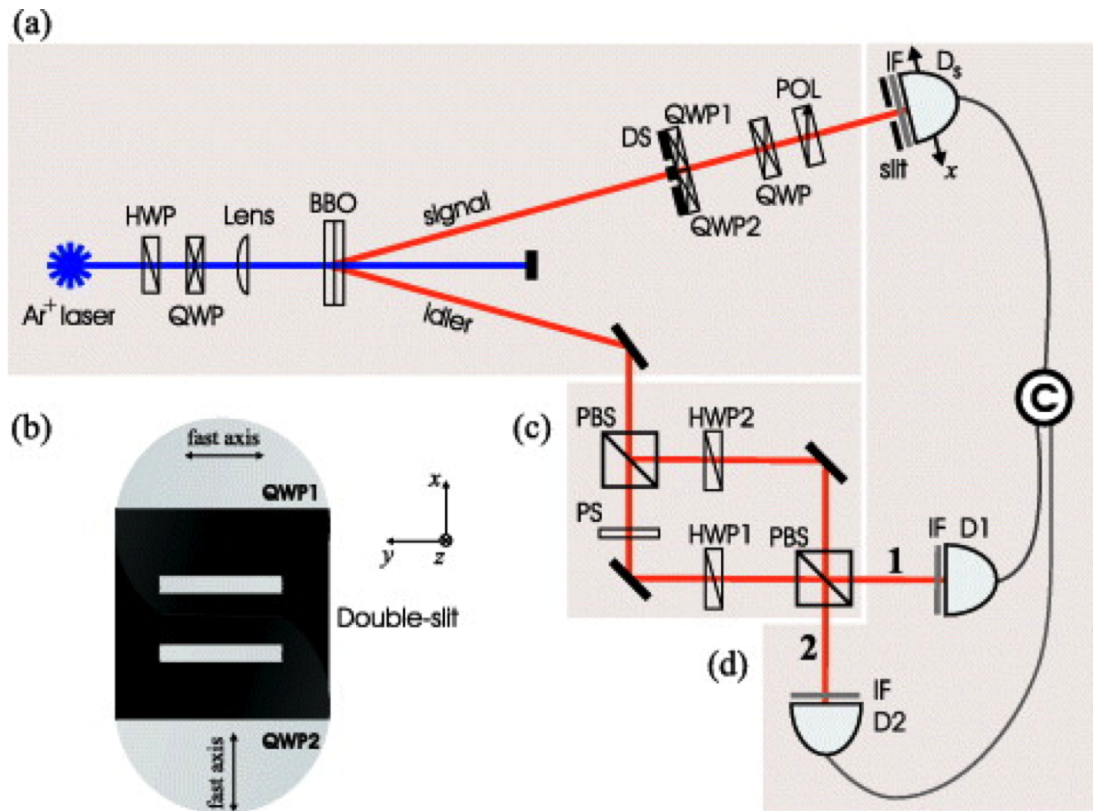 (a)
IF
Ds
POL
QWP1
DS
slit
x
QWP
QWP2
signal
BBO
Lens
HWP
QWP
Ar+ laser
idler
C
(b)
fast axis
QWP1
x
y
z
Double-slit
QWP2
fast axis
(c)
PBS
HWP2
PS
HWP1
PBS
IF
D1
1
2
(d)
IF
D2